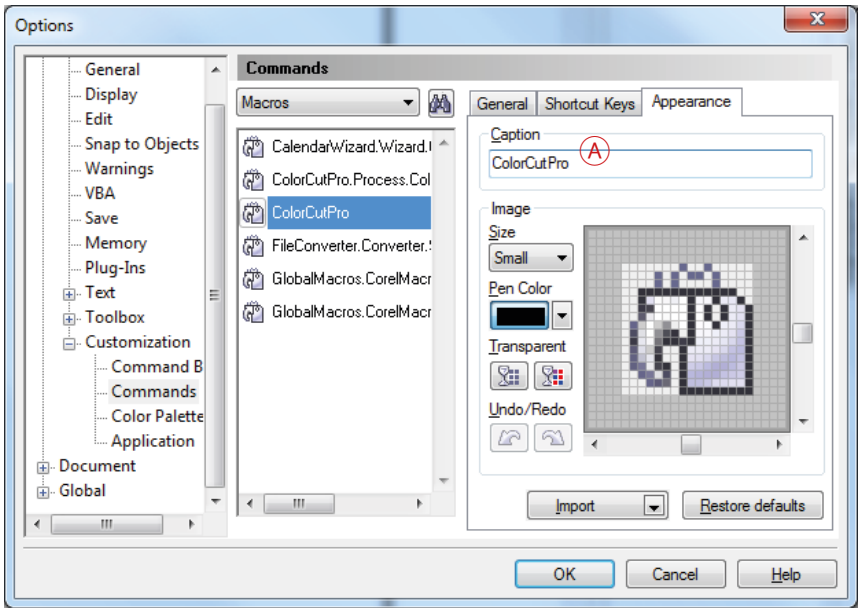 Options
General
Display
Edit
Snap to Objects
Warnings
VBA
Save
Memory
Plug-Ins
Text
Toolbox
Customization
Command B
Commands
Color Palette
Application
Document
Global
Commands
Macros
CalendarWizard.Wizard.
ColorCutPro.Process.Col
ColorCutPro
FileConverter.Converter.
GlobalMacros.CorelMacr
GlobalMacros.CorelMacr
General Shortcut Keys Appearance
Caption
A
ColorCutPro
Image
Size
Small
Pen Color
Transparent
Undo/Redo
Import
Restore defaults
OK Cancel Help